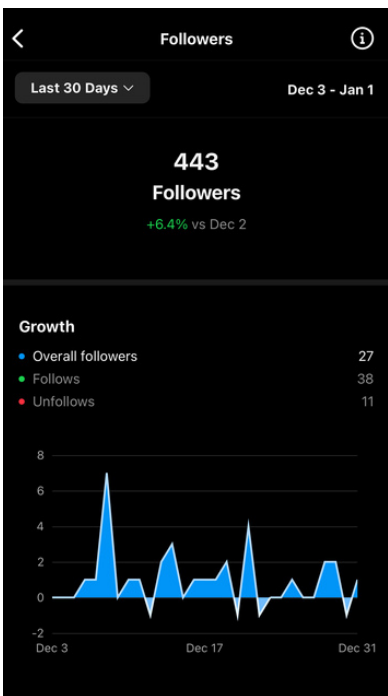 Followers
Last 30 Days
Dec 3 - Jan 1
443
Followers
+6.4% vs Dec 2
Growth
Overall followers 27
Follows 38
Unfollows 11
8
6
4
2
0
-2
Dec 3 Dec 17 Dec 31